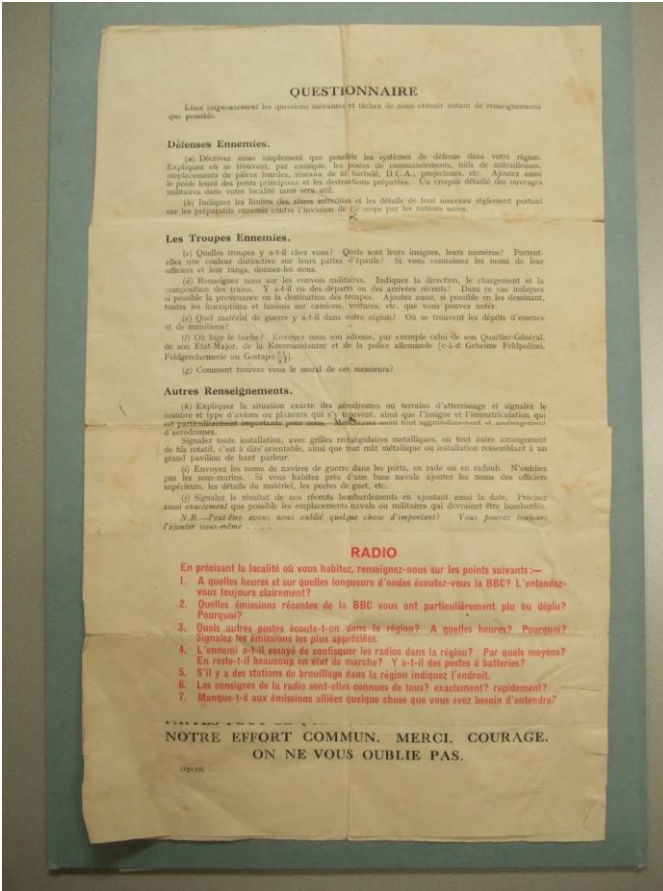 QUESTIONNAIRE
Lisez soigneusement les questions suivantes et tâchez de nous obtenir autant de renseignements
que possible.
Défenses Ennemies.
(a) Décrivez aussi amplement que possible les systèmes de défense dans votre région.
Expliquez où se trouvent, par exemple, les postes de commandements, nids de mitrailleuses,
emplacements de pièces lourdes, réseaux de fil barbelé, D.C.A., projecteurs, etc. Ajoutez aussi
le poids lourd des ponts principaux et les destructions préparées. Un croquis détaillé des ouvrages
militaires dans votre localité nous sera util.
(b) Indiquez les limites des zônes interdites et les détails de tout nouveau règlement portant
sur les préparatifs ennemis contre l'invasion de l'Europe par les nations unies.
Les Troupes Ennemies.
(c) Quelles troupes y a-t-il chez vous? Quels sont leurs insignes, leurs numéros? Portent-
elles une couleur distinctive sur leurs pattes d'épaule? Si vous connaissez les noms de leur
officiers et leur rangs, donnez-les nous.
(d) Renseignez nous sur les convois militaires. Indiquez la direction, le chargement et la
composition des trains. Y a-t-il eu des départs ou des arrivées récents? Dans ce cas indiquez
si possible la provenance ou la destination des troupes. Ajoutez aussi, si possible en les dessinant,
toutes les inscriptions et fanions sur camions, voitures, etc. que vous pouvez noter.
(e) Quel matériel de guerre y a-t-il dans votre région? Où se trouvent les dépôts d'essence
et de munitions?
(f) Où loge le boche? Envoyez nous son adresse, par exemple celui de son Quartier-Général,
de son Etat-Major, de la Kommandantur et de la police allemande [c-à-d Geheime Feldpolizei,
Feldgendarmerie ou Gestapo
(g) Comment trouvez vous le moral de ces messieurs?
Autres Renseignements.
(h) Expliquez la situation exacte des aérodromes ou terrains d'atterrissage et signalez le
nombre et type d'avions ou planeurs qui s'y trouvent, ainsi que l'insigne et l'immatriculation qui
est particulièrement importants pour nous. Mentionnez aussi tout aggrandissement et aménagement
d'aerodromes.
Signalez toute installation, avec grilles rectangulaires metalliques, ou tout autre arrangement
de fils rotatif, c'est à dire orientable, ainsi que tout mât métallique ou installation ressemblant à un
grand pavillon de haut parleur.
(i) Envoyez les noms de navires de guerre dans les ports, en rade ou en radoub. N'oubliez
pas les sous-marins. Si vous habitez près d'une base navale ajoutez les noms des officiers
supérieurs, les détails du matériel, les postes de guet, etc.
(j) Signalez le résultat de nos récents bombardements en ajoutant aussi la date. Précisez
aussi exactement que possible les emplacements navals ou militaires qui devraient être bombardés.
N.B.—Peut-être avons nous oublié quelque chose d'important? Vous pouvez toujours
l'ajouter vous-même . . . .
RADIO
En précisant la localité où vous habitez, renseignez-nous sur les points suivants:—
1. A quelles heures et sur quelles longueurs d'ondes écoutez-vous la BBC? L'entendez-
vous toujours clairement?
2. Quelles émissions récentes de la BBC vous ont particulièrement plu ou déplu?
Pourquoi?
3. Quels autres postes écoute-t-on dans la région? A quelles heures? Pourquoi?
Signalez les émissions les plus appréciées.
4. L'ennemi a-t-il essayé de confisquer les radios dans la région? Par quels moyens?
En reste-t-il beaucoup en état de marche? Y a-t-il des postes à batteries?
5. S'il y a des stations de brouillage dans la région indiquez l'endroit.
6. Les consignes de la radio sont-elles connues de tous? exactement? rapidement?
7. Manque-t-il aux émissions alliées quelque chose que vous avez besoin d'entendre?
NOTRE EFFORT COMMUN. MERCI. COURAGE.
ON NE VOUS OUBLIE PAS.